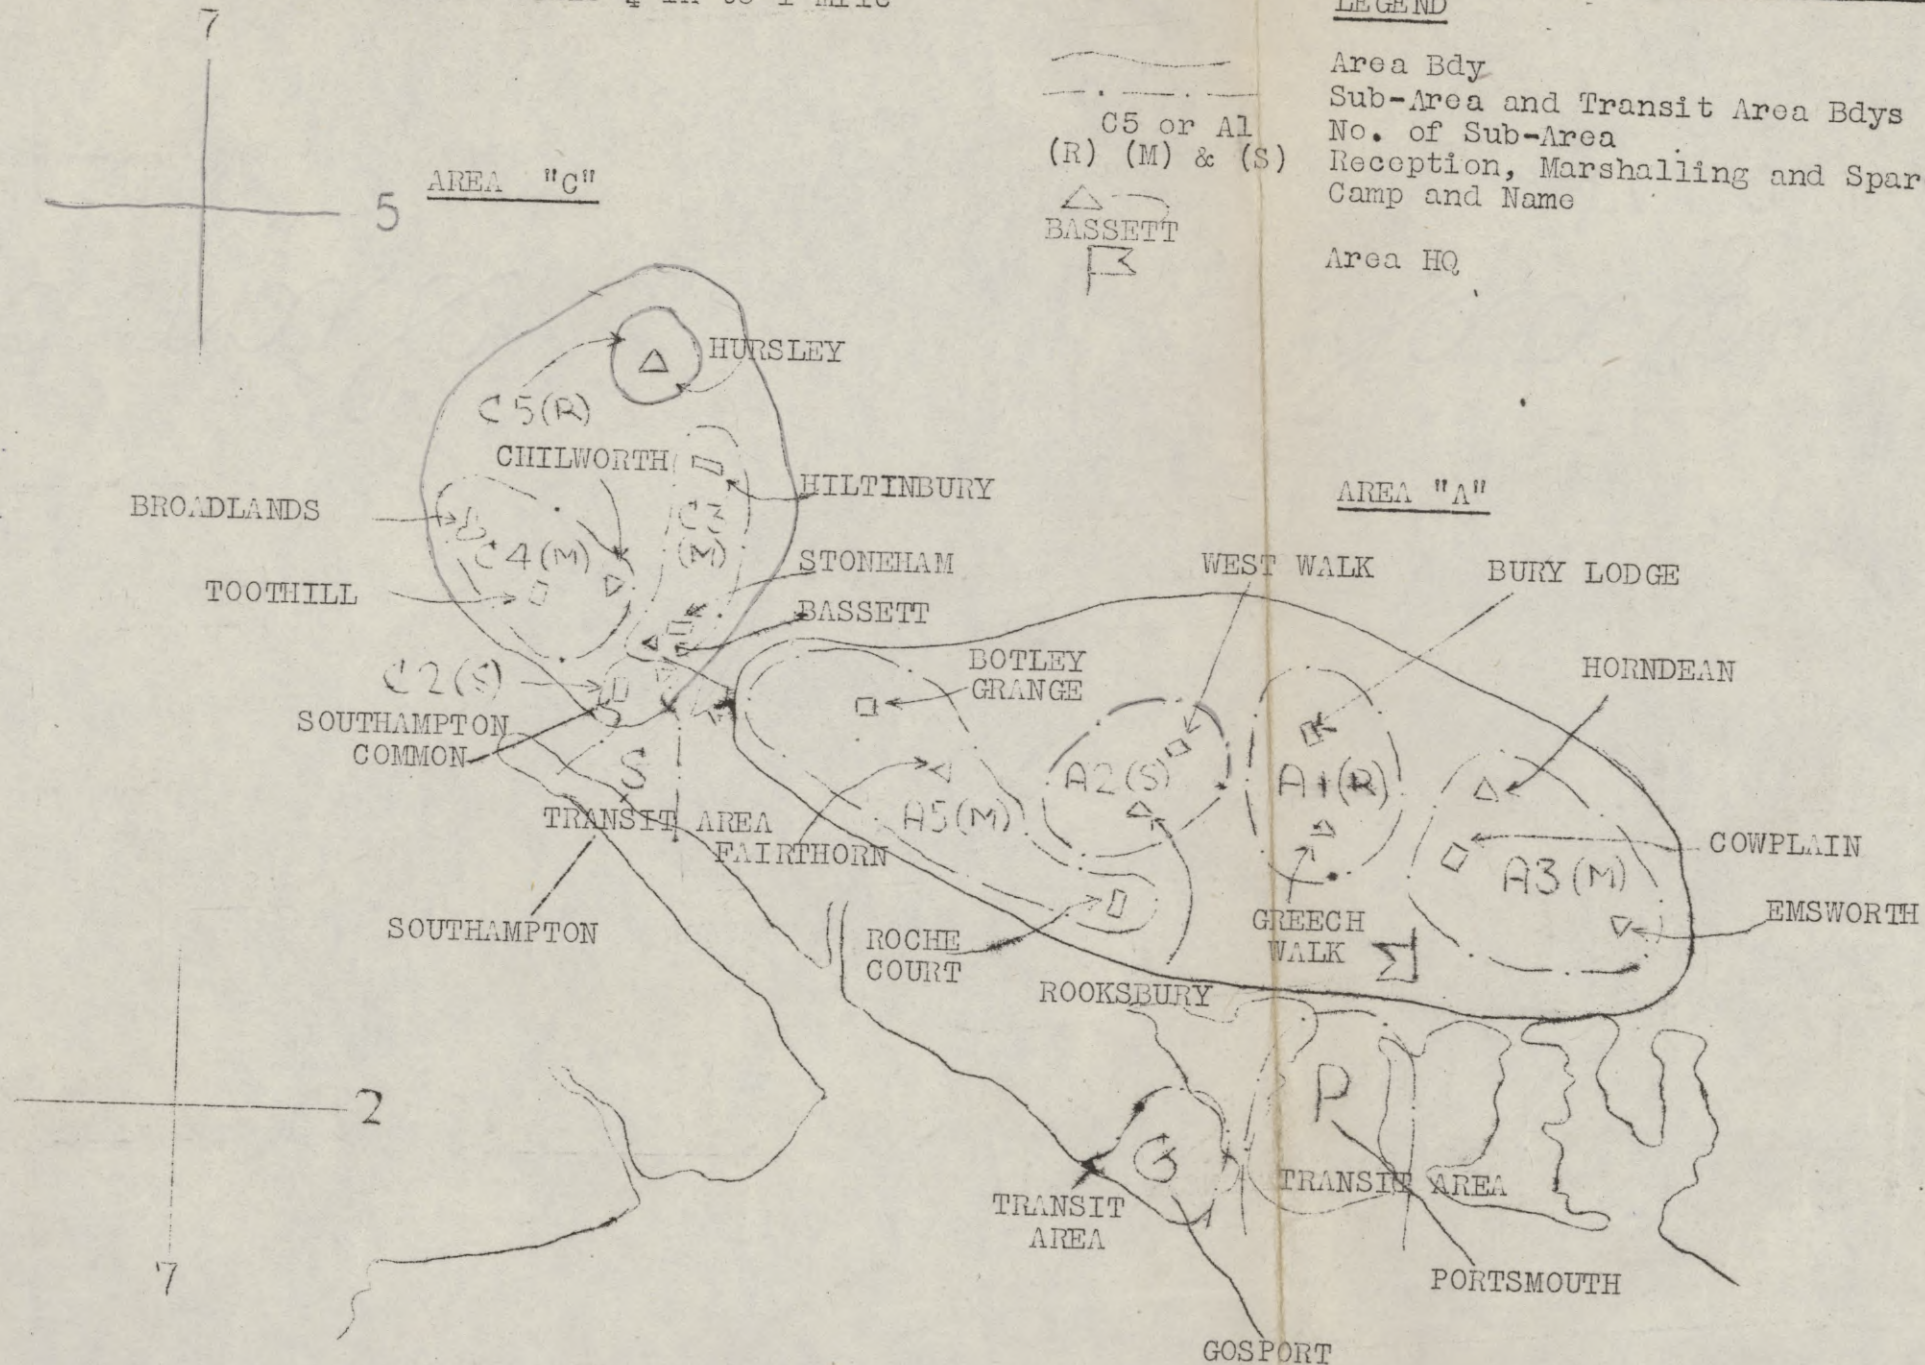 to 1 Mile
LEGEND
Area Bdy
Sub-Area and Transit Area Bdys
C5 or A1
No. of Sub-Area
(R) (M) & (S)
Reception, Marshalling and Spar
BASSETT
Camp and Name
Area HQ
7
5
AREA "C"
HURSLEY
C5(R)
CHILWORTH
HILTINBURY
BROADLANDS
C4(M)
(M)
STONEHAM
TOOTHILL
BASSETT
C2(S)
SOUTHAMPTON
COMMON
S
TRANSIT AREA
SOUTHAMPTON
AREA "A"
WEST WALK
BURY LODGE
HORNDEAN
BOTLEY
GRANGE
A2(S)
A1(R)
A5(M)
FAIRTHORN
COWPLAIN
A3(M)
EMSWORTH
ROCHE
COURT
GREECH
WALK
ROOKSBURY
2
7
P
G
TRANSIT AREA
TRANSIT
AREA
PORTSMOUTH
GOSPORT